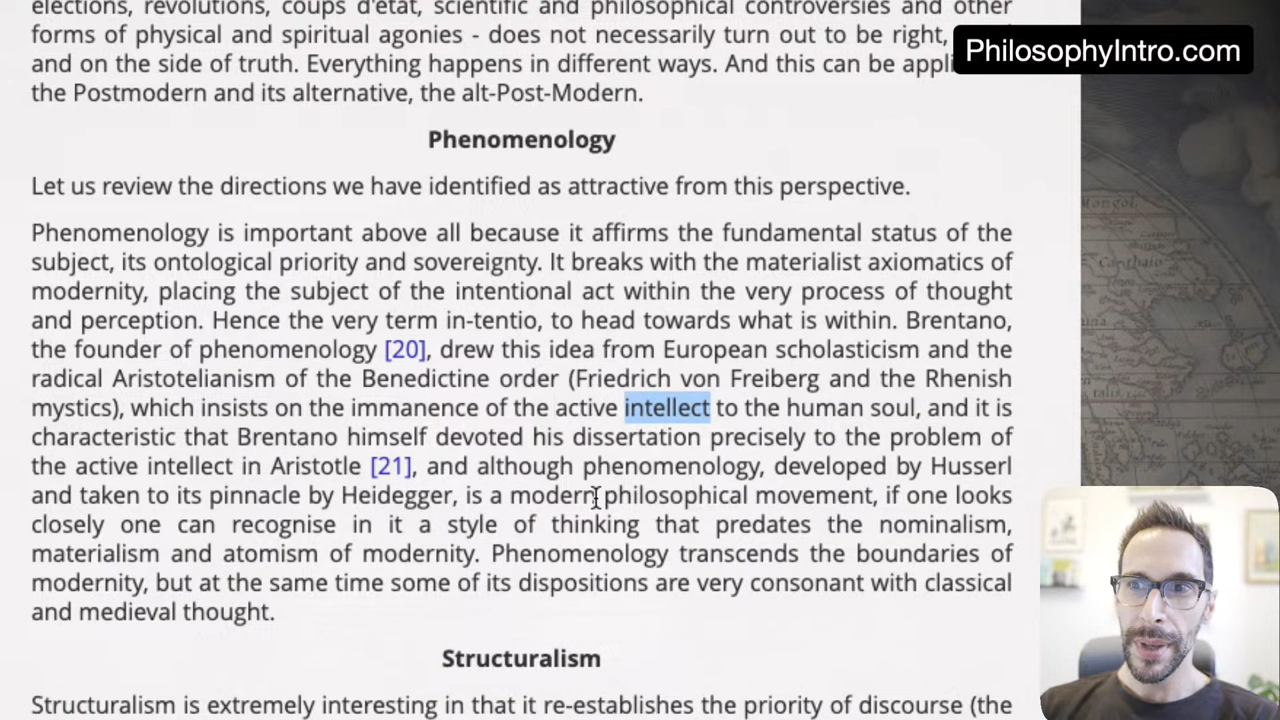 elections, revolutions, coups d'état, scientific and philosophical controversies and other
forms of physical and spiritual agonies - does not necessarily turn out to be right,
PhilosophyIntro.com
and on the side of truth. Everything happens in different ways. And this can be appli
the Postmodern and its alternative, the alt-Post-Modern.
Phenomenology
Let us review the directions we have identified as attractive from this perspective.
Phenomenology is important above all because it affirms the fundamental status of the
subject, its ontological priority and sovereignty. It breaks with the materialist axiomatics of
modernity, placing the subject of the intentional act within the very process of thought
and perception. Hence the very term in-tentio, to head towards what is within. Brentano,
the founder of phenomenology [20], drew this idea from European scholasticism and the
radical Aristotelianism of the Benedictine order (Friedrich von Freiberg and the Rhenish
mystics), which insists on the immanence of the active intellect to the human soul, and it is
characteristic that Brentano himself devoted his dissertation precisely to the problem of
the active intellect in Aristotle [21], and although phenomenology, developed by Husserl
and taken to its pinnacle by Heidegger, is a modern philosophical movement, if one looks
closely one can recognise in it a style of thinking that predates the nominalism,
materialism and atomism of modernity. Phenomenology transcends the boundaries of
modernity, but at the same time some of its dispositions are very consonant with classical
and medieval thought.
Structuralism
Structuralism is extremely interesting in that it re-establishes the priority of discourse (the
Mongol